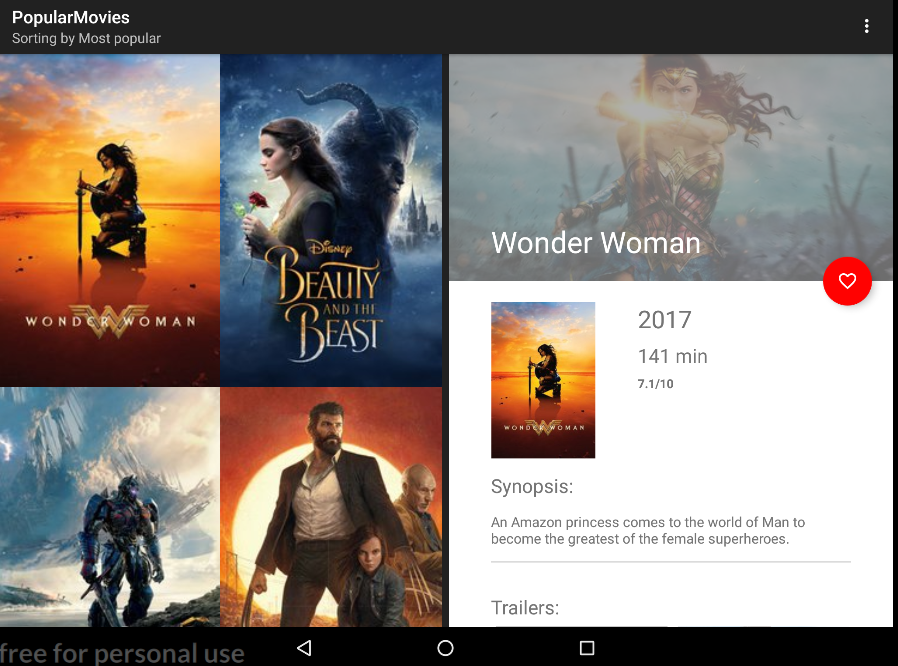 PopularMovies
Sorting by Most popular
WONDER WOMAN
Disney
BEAUTY
AND THE
BEAST
Wonder Woman
2017
141 min
7.1/10
WONDER WOMAN
Synopsis:
An Amazon princess comes to the world of Man to
become the greatest of the female superheroes.
Trailers:
free for personal use